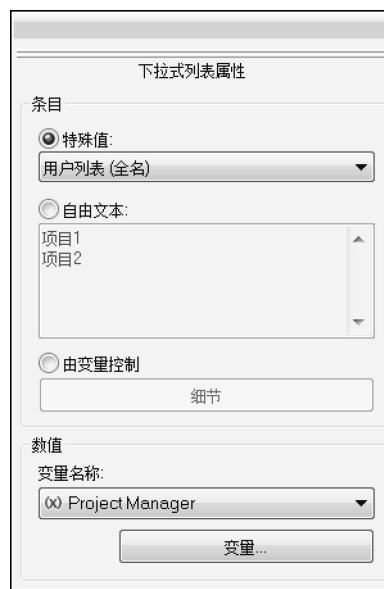 下拉式列表属性
条目
特殊值:
用户列表 (全名)
自由文本:
项目1
项目2
由变量控制
细节
数值
变量名称:
(x) Project Manager
变量...